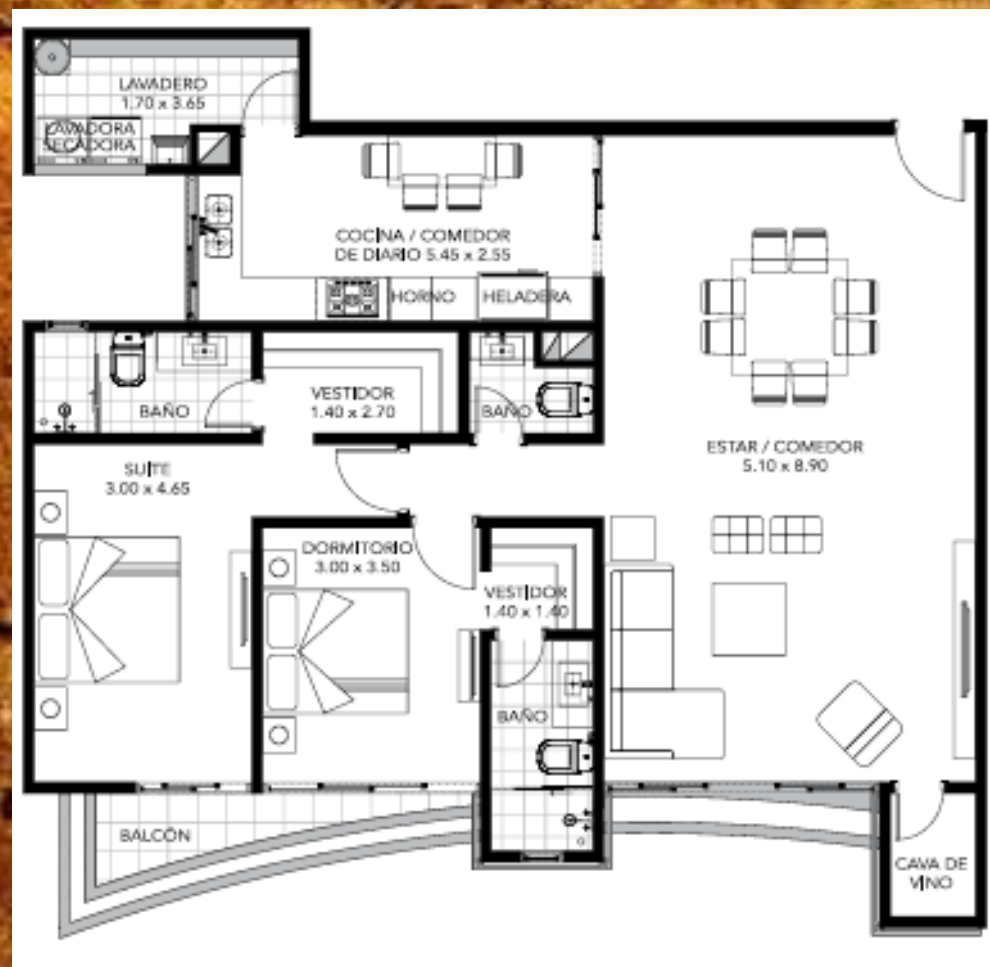 LAVADERO
1.70 x 3.65
LAVADORA
SECADORA
COCINA / COMEDOR
DE DIARIO 5.45 x 2.55
HORNO
HELADERA
BAÑO
VESTIDOR
1.40 x 2.70
BAÑO
ESTAR / COMEDOR
5.10 x 8.90
SUITE
3.00 x 4.65
DORMITORIO
3.00 x 3.50
VESTIDOR
1.40 x 1.40
BAÑO
BALCÓN
CAVA DE
VINO